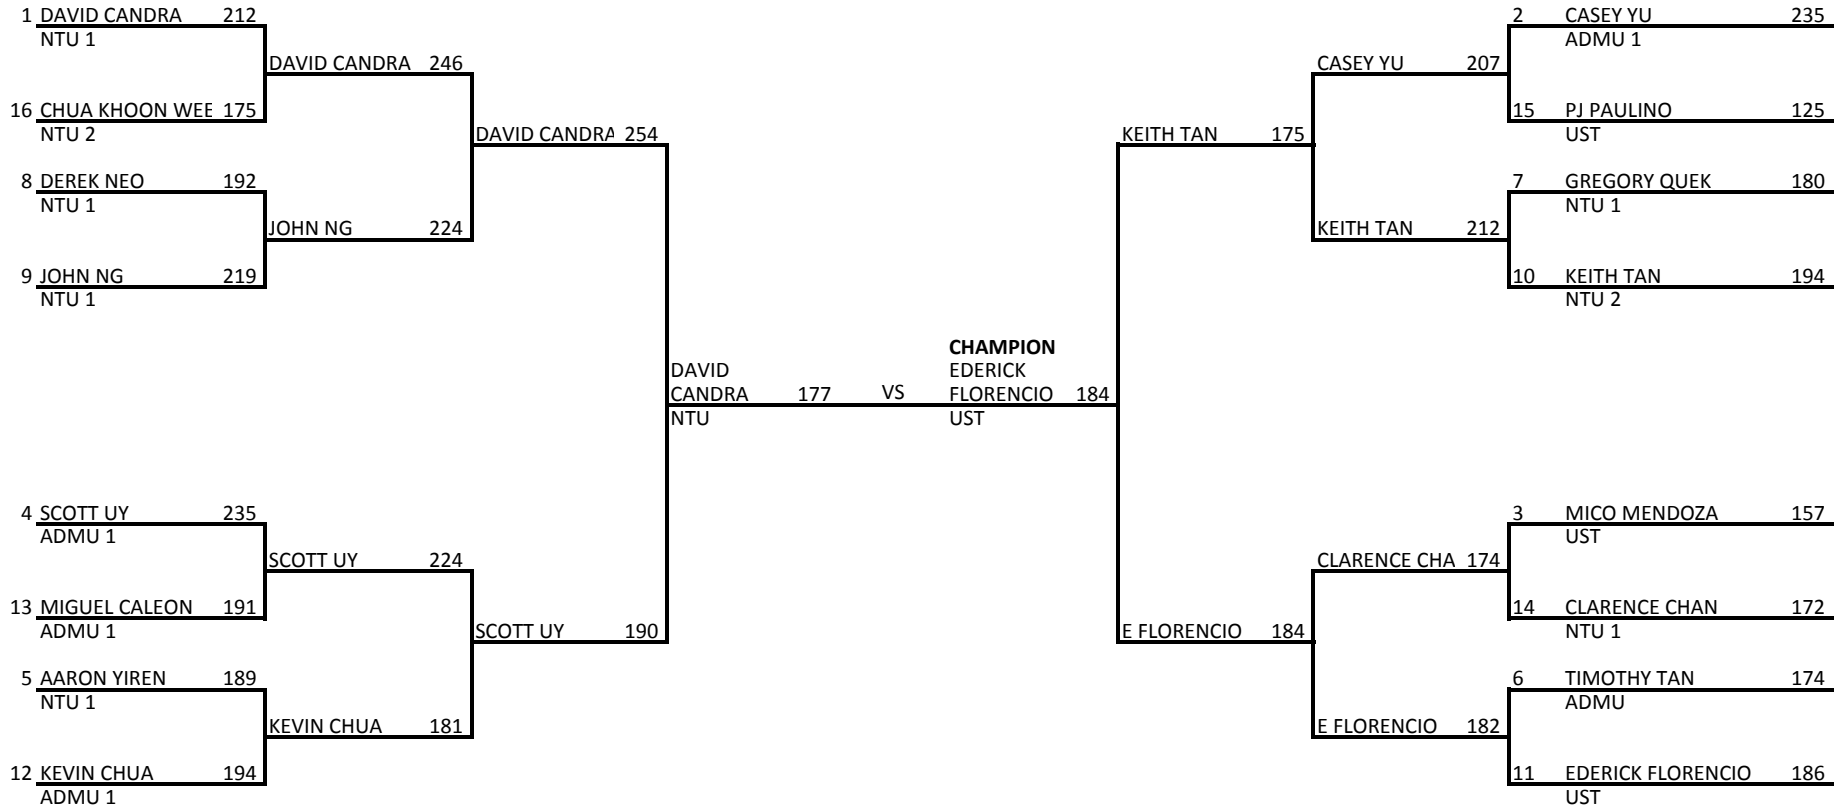 1 DAVID CANDRA 212
NTU 1
DAVID CANDRA 246
16 CHUA KHOON WEE 175
NTU 2
DAVID CANDRA 254
8 DEREK NEO 192
NTU 1
JOHN NG 224
9 JOHN NG 219
NTU 1
DAVID
CANDRA 177
NTU
4 SCOTT UY 235
ADMU 1
SCOTT UY 224
13 MIGUEL CALEON 191
ADMU 1
SCOTT UY 190
5 AARON YIREN 189
NTU 1
KEVIN CHUA 181
12 KEVIN CHUA 194
ADMU 1
VS
CHAMPION
EDERICK
FLORENCIO 184
UST
2 CASEY YU 235
ADMU 1
CASEY YU 207
15 PJ PAULINO 125
UST
KEITH TAN 175
7 GREGORY QUEK 180
NTU 1
KEITH TAN 212
10 KEITH TAN 194
NTU 2
3 MICO MENDOZA 157
UST
CLARENCE CHA 174
14 CLARENCE CHAN 172
NTU 1
E FLORENCIO 184
6 TIMOTHY TAN 174
ADMU
E FLORENCIO 182
11 EDERICK FLORENCIO 186
UST